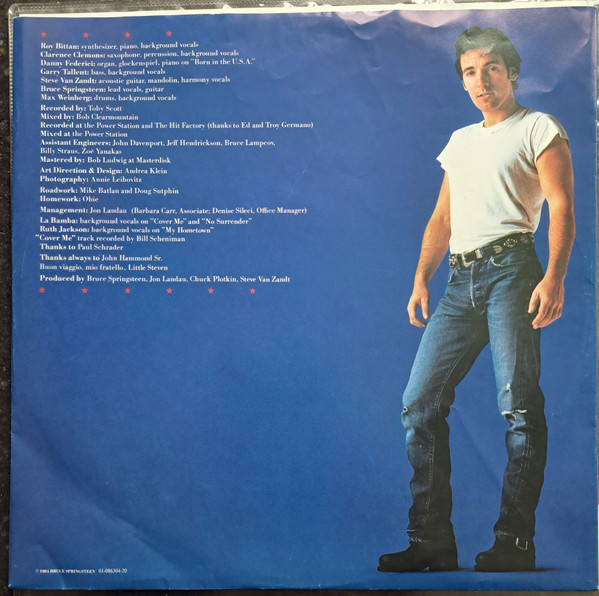 Roy Bittan: synthesizer, piano, background vocals
Clarence Clemons: saxophone, percussion, background vocals
Danny Federici: organ, glockenspiel, piano on "Born in the U.S.A."
Garry Tallent: bass, background vocals
Steve Van Zandt: acoustic guitar, mandolin, harmony vocals
Bruce Springsteen: lead vocals, guitar
Max Weinberg: drums, background vocals
Recorded by: Toby Scott
Mixed by: Bob Clearmountain
Recorded at the Power Station and The Hit Factory (thanks to Ed and Troy Germano)
Mixed at the Power Station
Assistant Engineers: John Davenport, Jeff Hendrickson, Bruce Lampcov,
Billy Straus, Zoë Yanakas
Mastered by: Bob Ludwig at Masterdisk
Art Direction & Design: Andrea Klein
Photography: Annie Leibovitz
Roadwork: Mike Batlan and Doug Sutphin
Homework: Obie
Management: Jon Landau (Barbara Carr, Associate; Denise Sileci, Office Manager)
La Bamba: background vocals on "Cover Me" and "No Surrender"
Ruth Jackson: background vocals on "My Hometown"
"Cover Me" track recorded by Bill Scheniman
Thanks to Paul Schrader
Thanks always to John Hammond Sr.
Buon viaggio, mio fratello, Little Steven
Produced by Bruce Springsteen, Jon Landau, Chuck Plotkin, Steve Van Zandt
© 1984 BRUCE SPRINGSTEEN 01-086304-20